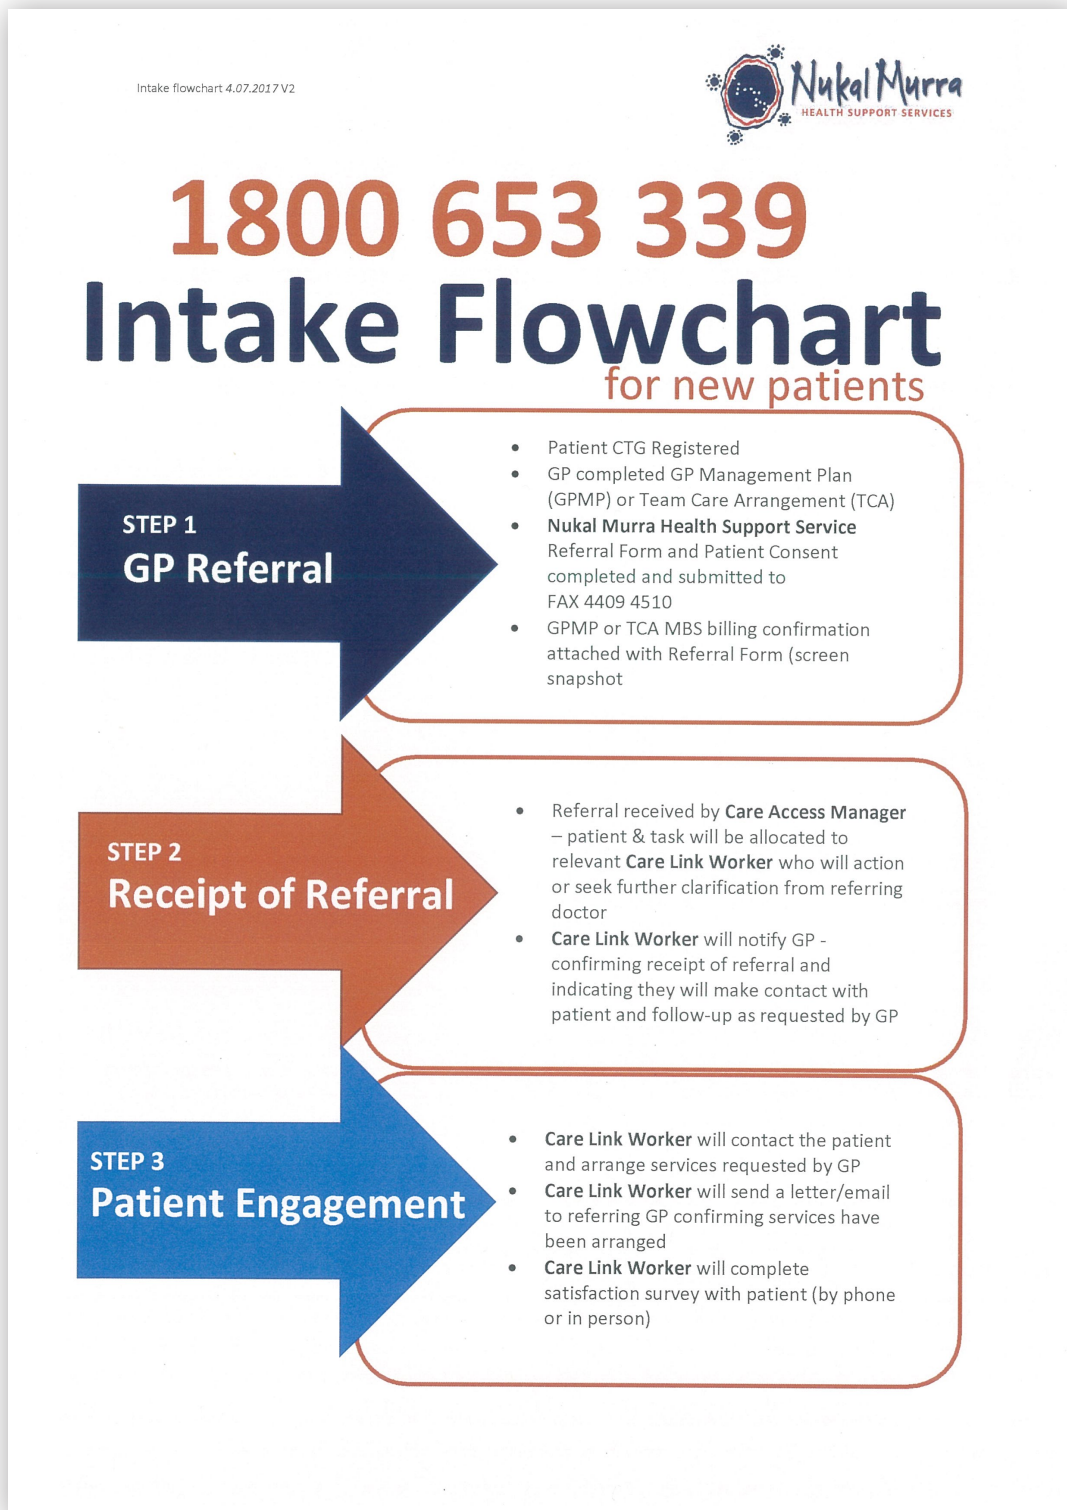 Intake flowchart 4.07.2017 V2
Nukal Murra
HEALTH SUPPORT SERVICES
1800 653 339
Intake Flowchart
for new patients
STEP 1
GP Referral
• Patient CTG Registered
• GP completed GP Management Plan
(GPMP) or Team Care Arrangement (TCA)
• Nukal Murra Health Support Service
Referral Form and Patient Consent
completed and submitted to
FAX 4409 4510
• GPMP or TCA MBS billing confirmation
attached with Referral Form (screen
snapshot
STEP 2
Receipt of Referral
• Referral received by Care Access Manager
– patient & task will be allocated to
relevant Care Link Worker who will action
or seek further clarification from referring
doctor
• Care Link Worker will notify GP -
confirming receipt of referral and
indicating they will make contact with
patient and follow-up as requested by GP
STEP 3
Patient Engagement
• Care Link Worker will contact the patient
and arrange services requested by GP
• Care Link Worker will send a letter/email
to referring GP confirming services have
been arranged
• Care Link Worker will complete
satisfaction survey with patient (by phone
or in person)